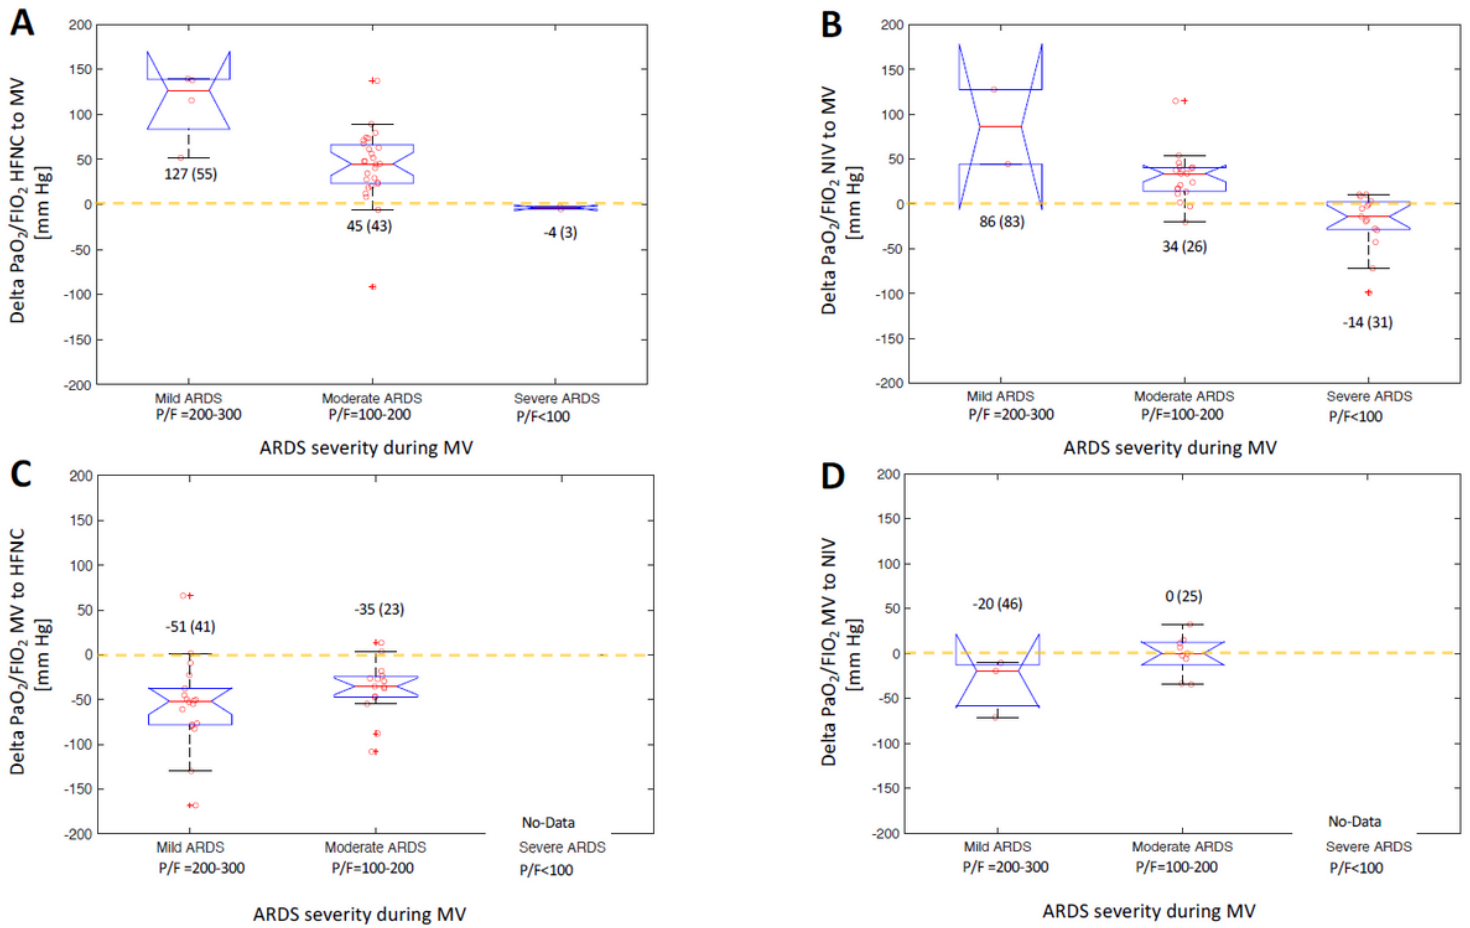 A
200
150
100
50
0
-50
-100
-150
-200
Delta PaO2/FIO2 HFNC to MV
[mm Hg]
127 (55)
45 (43)
-4 (3)
Mild ARDS
P/F =200-300
Moderate ARDS
P/F=100-200
Severe ARDS
P/F<100
ARDS severity during MV
B
200
150
100
50
0
-50
-100
-150
-200
Delta PaO2/FIO2 NIV to MV
[mm Hg]
86 (83)
34 (26)
-14 (31)
Mild ARDS
P/F =200-300
Moderate ARDS
P/F=100-200
Severe ARDS
P/F<100
ARDS severity during MV
C
200
150
100
50
0
-50
-100
-150
-200
Delta PaO2/FIO2 MV to HFNC
[mm Hg]
-51 (41)
-35 (23)
No-Data
Mild ARDS
P/F =200-300
Moderate ARDS
P/F=100-200
Severe ARDS
P/F<100
ARDS severity during MV
D
200
150
100
50
0
-50
-100
-150
-200
Delta PaO2/FIO2 MV to NIV
[mm Hg]
-20 (46)
0 (25)
No-Data
Mild ARDS
P/F =200-300
Moderate ARDS
P/F=100-200
Severe ARDS
P/F<100
ARDS severity during MV